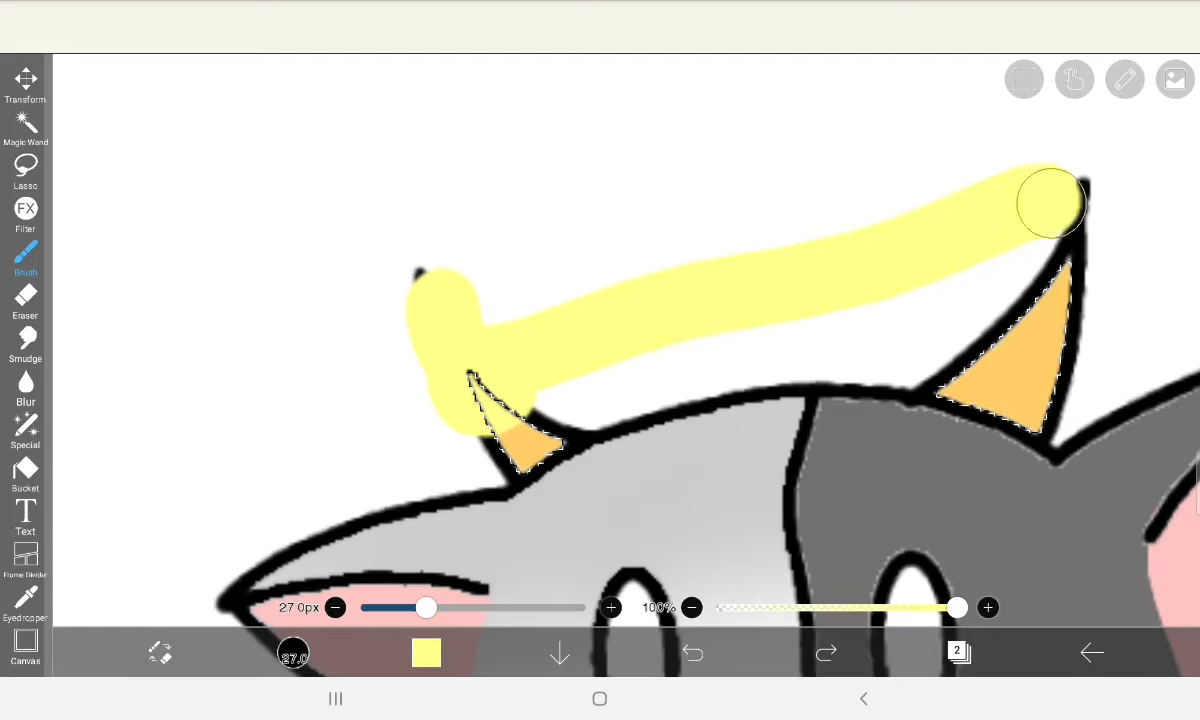 Transform
Magic Wand
Lasso
FX
Filter
Brush
Eraser
Smudge
Blur
Special
Bucket
T
Text
Frame Divider
Eyedropper
Canvas
27 0px
100%
27.0
2